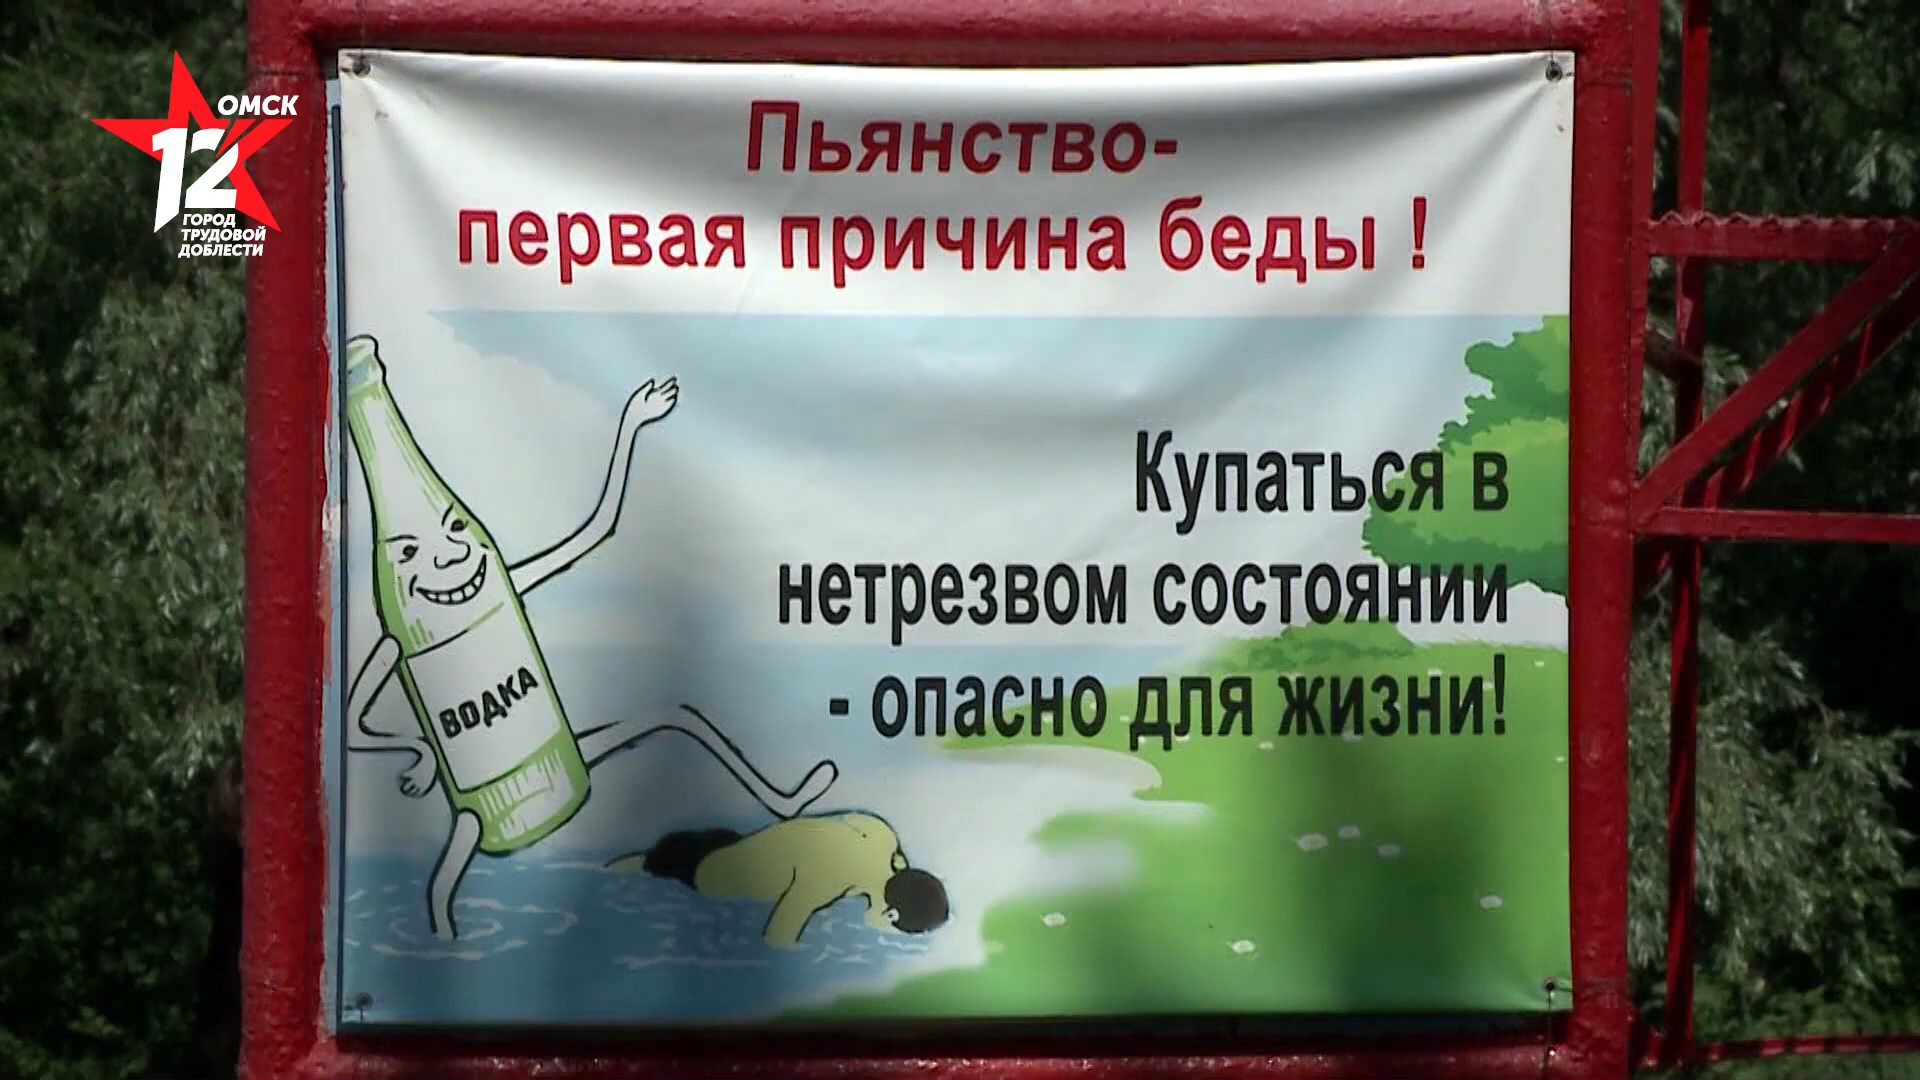 ОМСК
12
ГОРОД
ТРУДОВОЙ
ДОБЛЕСТИ
Пьянство-
первая причина беды !
Купаться в
нетрезвом состоянии
- опасно для жизни!
ВОДКА